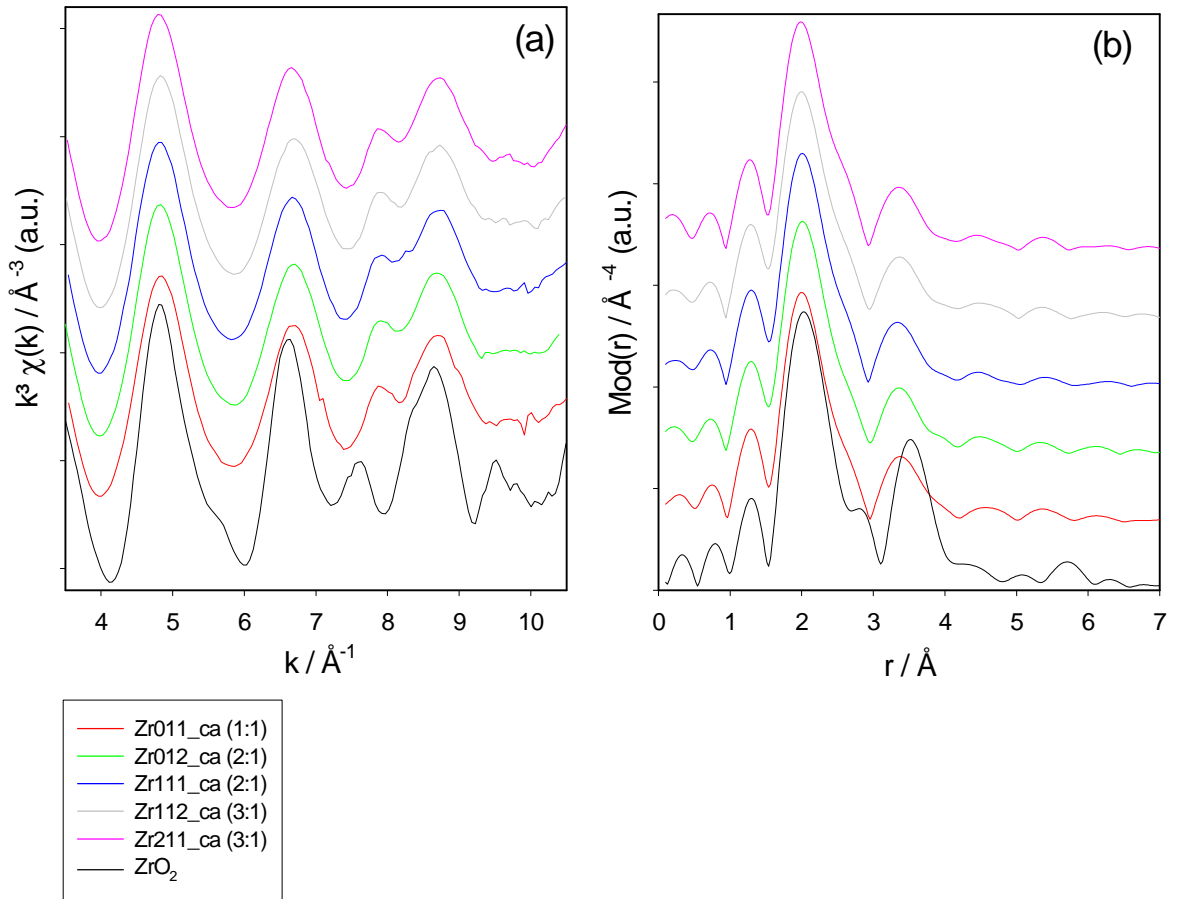 (a)
k³ χ(k) / Å⁻³ (a.u.)
4 5 6 7 8 9 10
k / Å⁻¹
(b)
Mod(r) / Å⁻⁴ (a.u.)
0 1 2 3 4 5 6 7
r / Å
Zr011_ca (1:1)
Zr012_ca (2:1)
Zr111_ca (2:1)
Zr112_ca (3:1)
Zr211_ca (3:1)
ZrO₂